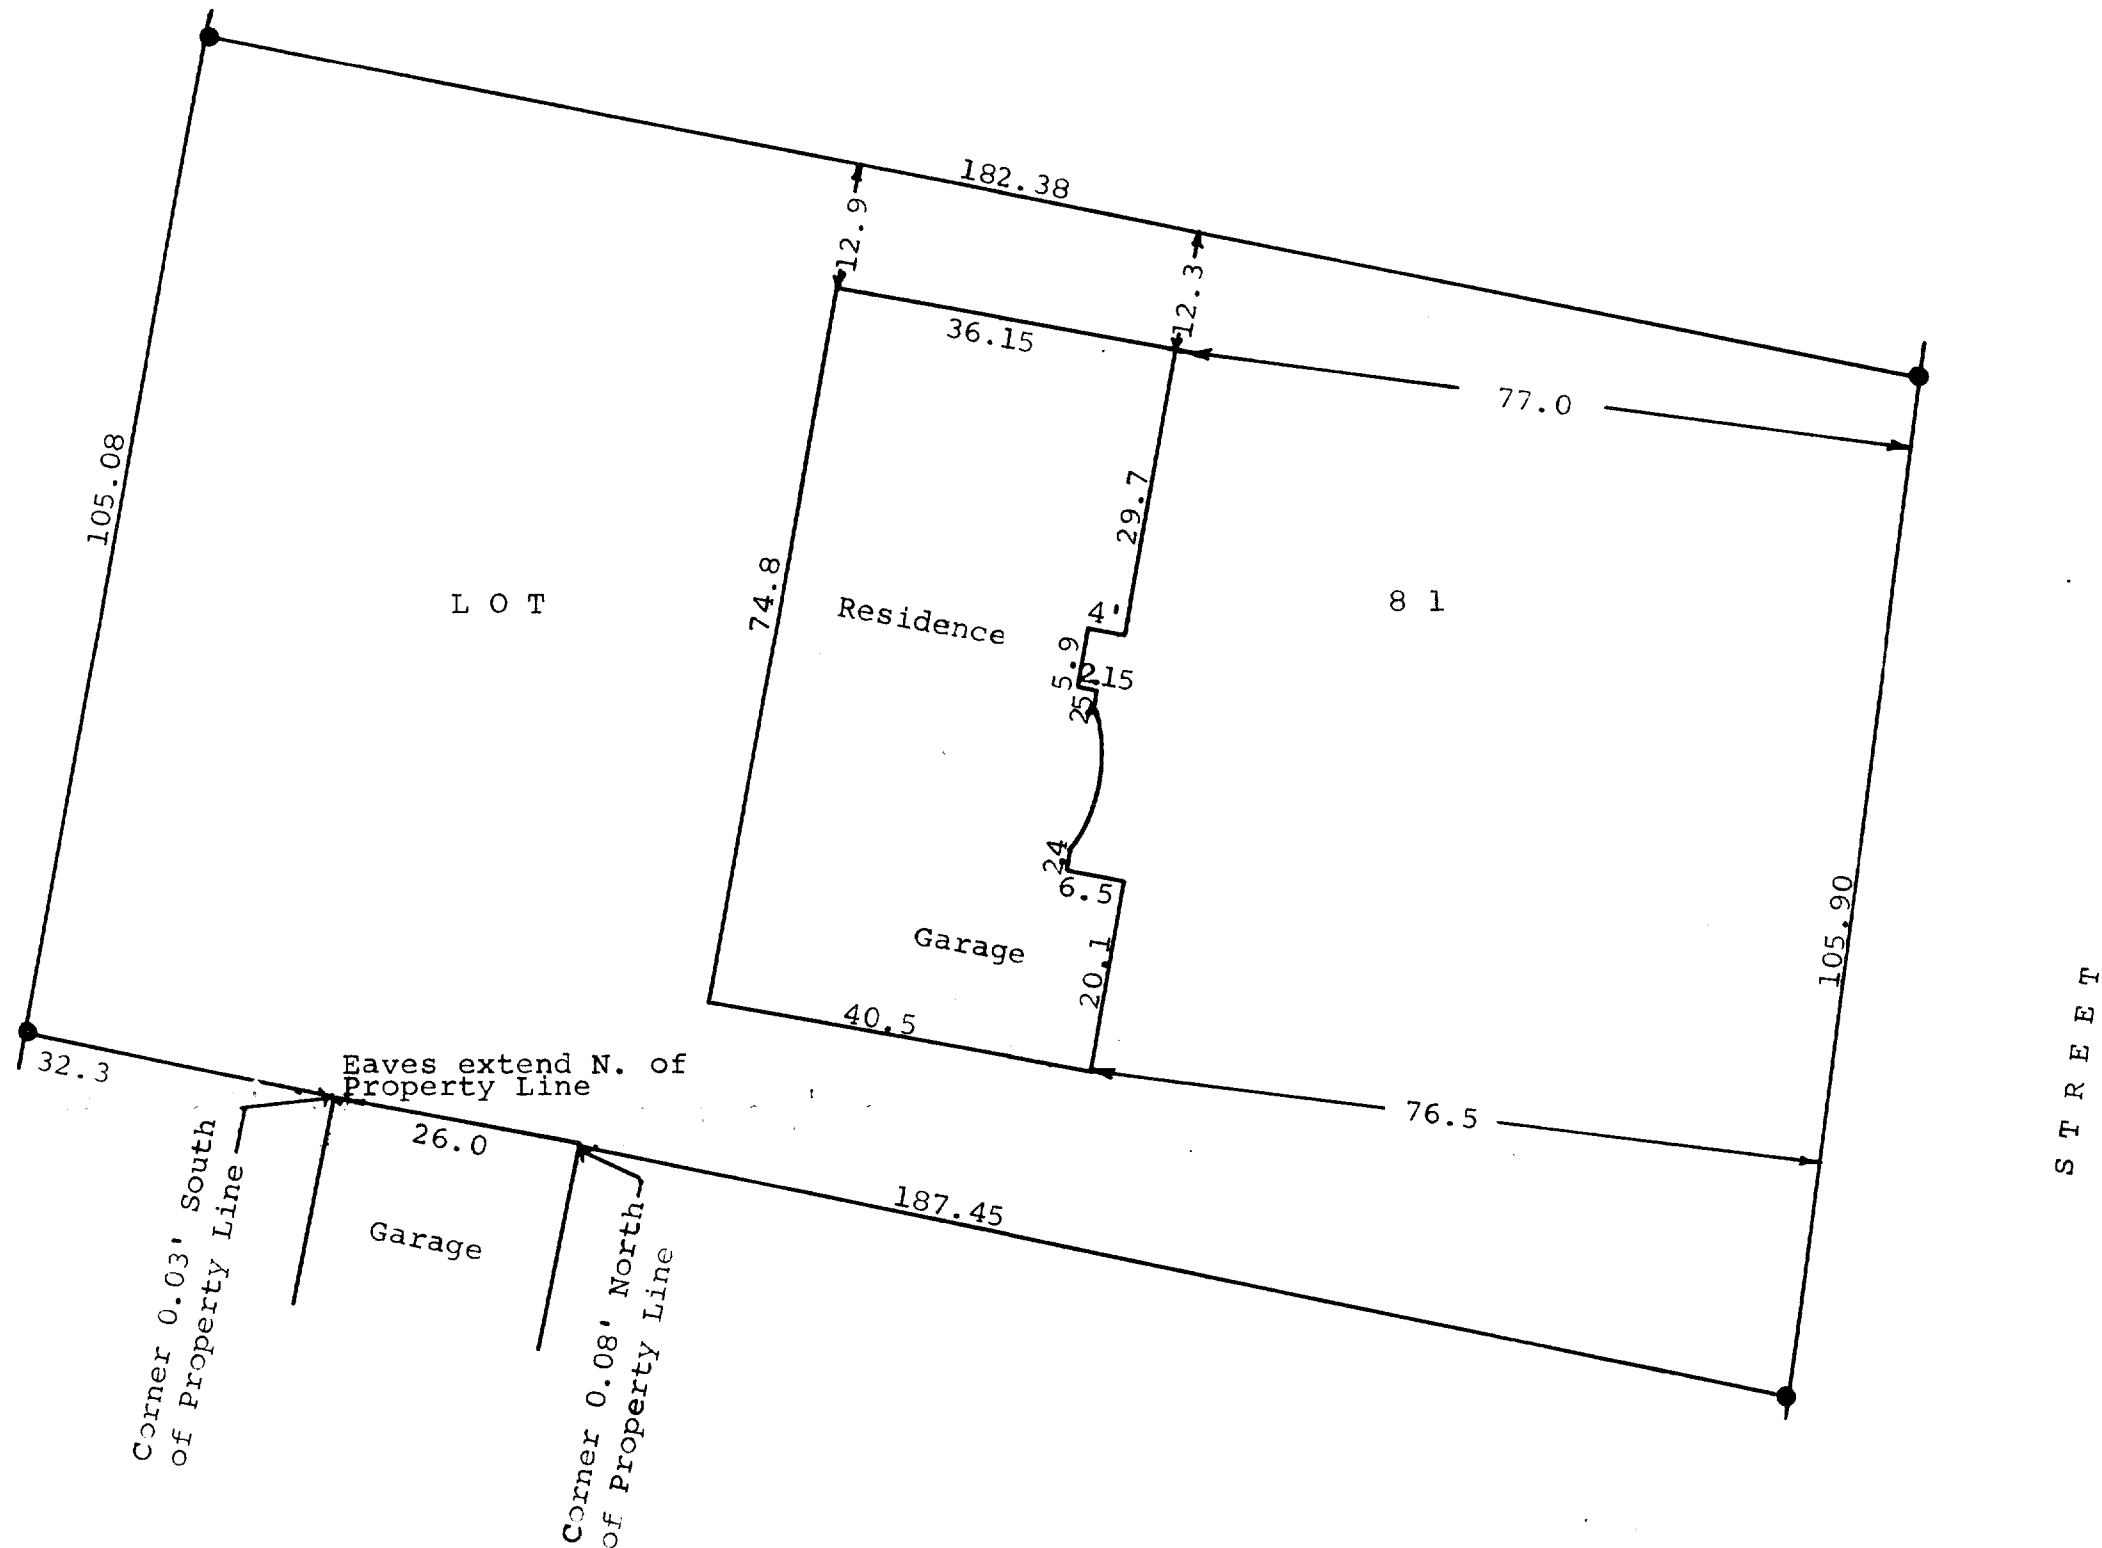 182.38
12.9
12.3
36.15
77.0
105.08
29.7
74.8
L O T
Residence
4'
8 1
5.9
2.15
25
24
6.5
105.90
Garage
20.1
40.5
STREET
32.3
Eaves extend N. of
Property Line
26.0
76.5
187.45
Garage
Corner 0.03' South
of Property Line
Corner 0.08' North
of Property Line